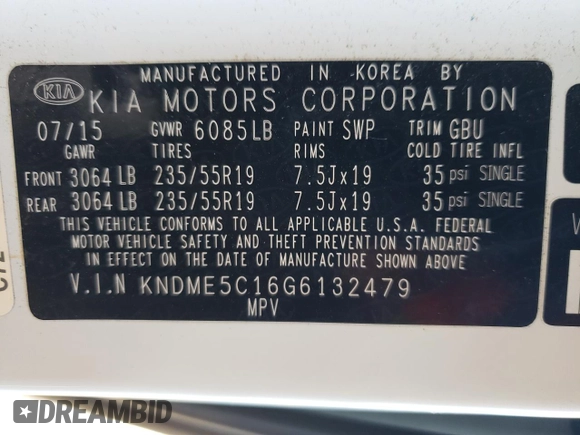 MANUFACTURED IN KOREA BY
KIA KIA MOTORS CORPORATION
07/15 GVWR 6085LB PAINT SWP TRIM GBU
GAWR TIRES RIMS COLD TIRE INFL
FRONT 3064 LB 235/55R19 7.5Jx19 35 psi SINGLE
REAR 3064 LB 235/55R19 7.5Jx19 35 psi SINGLE
THIS VEHICLE CONFORMS TO ALL APPLICABLE U.S.A. FEDERAL
MOTOR VEHICLE SAFETY AND THEFT PREVENTION STANDARDS
IN EFFECT ON THE DATE OF MANUFACTURE SHOWN ABOVE.
V.I.N KNDME5C16G6132479
MPV
DREAMBID